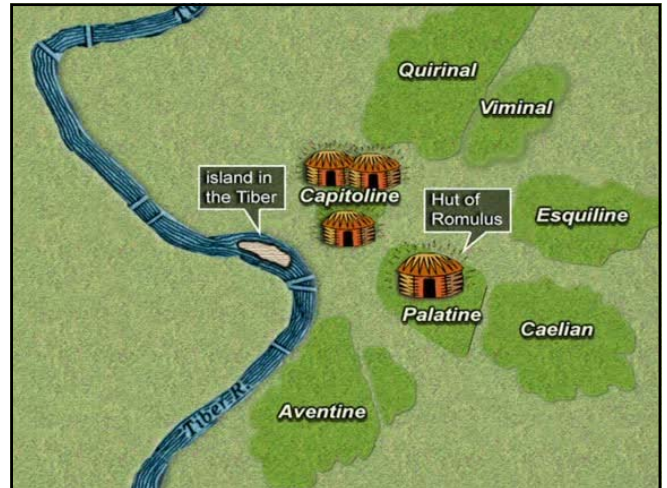 Quirinal
Viminal
island in
the Tiber
Capitoline
Hut of
Romulus
Esquiline
Palatine
Caelian
Aventine
Tiber R.